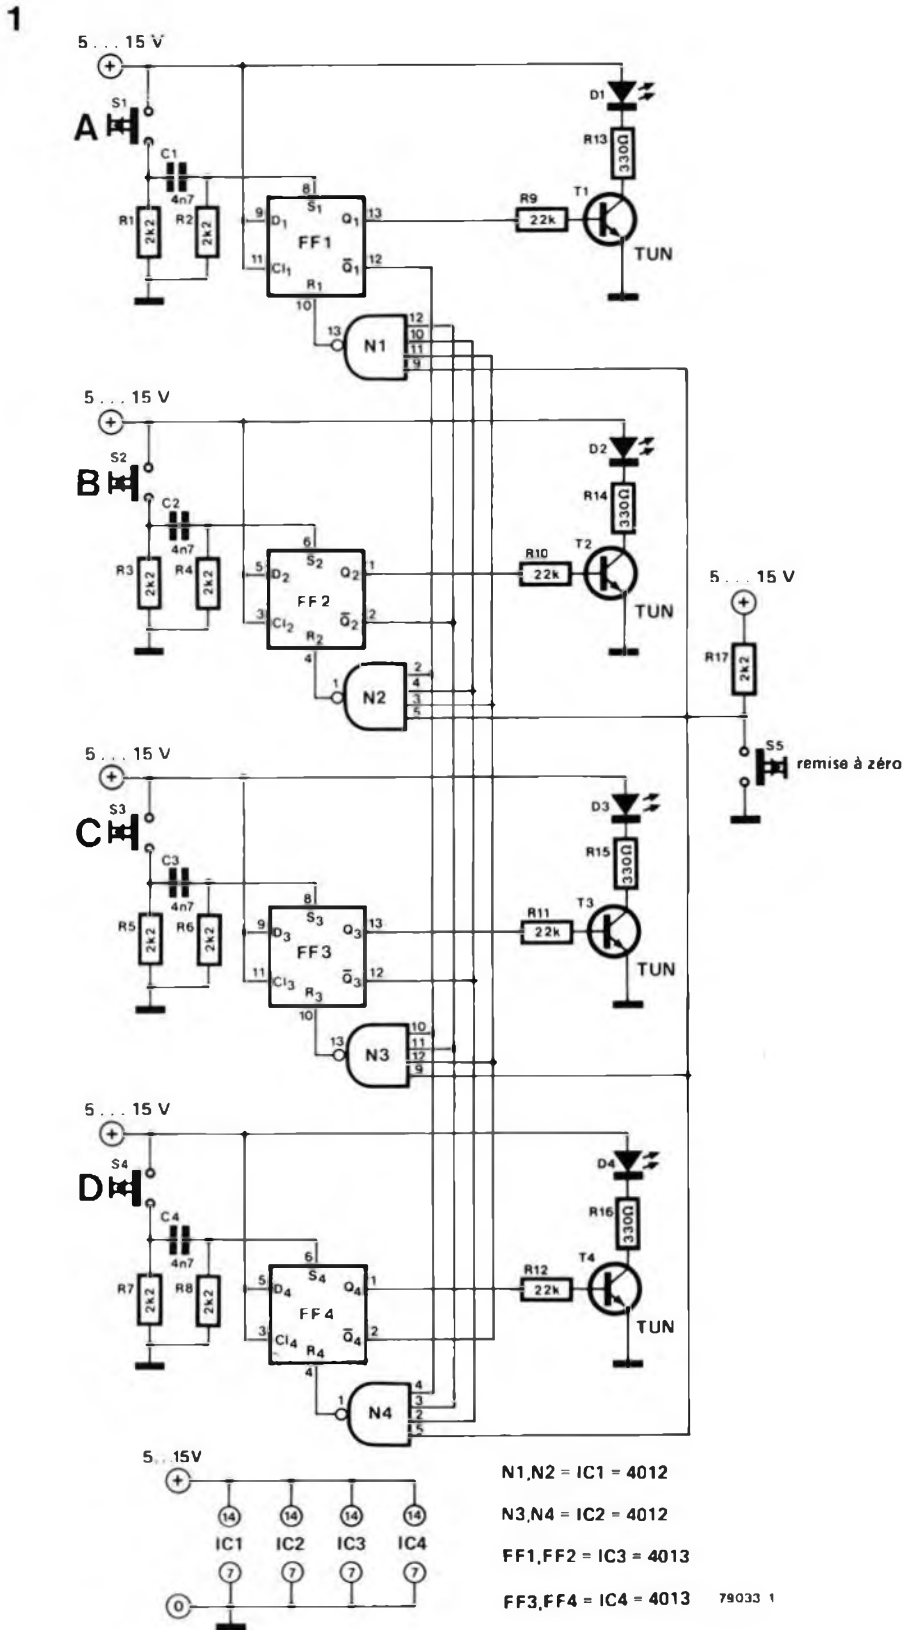 1
5 . . . 15 V
+
A
S1
C1
4n7
R1
2k2
R2
2k2
8
S1
9
D1
Q1
13
FF1
11
Cl1
Q̅1
12
R1
10
R9
22k
D1
R13
330Ω
T1
TUN
13
N1
12
10
11
9
5 . . . 15 V
+
B
S2
C2
4n7
R3
2k2
R4
2k2
6
S2
5
D2
Q2
1
FF2
3
Cl2
Q̅2
2
R2
4
R10
22k
D2
R14
330Ω
T2
TUN
1
N2
2
4
3
5
5 . . . 15 V
+
R17
2k2
S5
remise à zéro
5 . . . 15 V
+
C
S3
C3
4n7
R5
2k2
R6
2k2
8
S3
9
D3
Q3
13
FF3
11
Cl3
Q̅3
12
R3
10
R11
22k
D3
R15
330Ω
T3
TUN
13
N3
10
11
12
9
5 . . . 15 V
+
D
S4
C4
4n7
R7
2k2
R8
2k2
6
S4
5
D4
Q4
1
FF4
3
Cl4
Q̅4
2
R4
4
R12
22k
D4
R16
330Ω
T4
TUN
1
N4
4
3
2
5
5...15V
+
14 14 14 14
IC1 IC2 IC3 IC4
7 7 7 7
0
N1,N2 = IC1 = 4012
N3,N4 = IC2 = 4012
FF1,FF2 = IC3 = 4013
FF3,FF4 = IC4 = 4013
79033 1